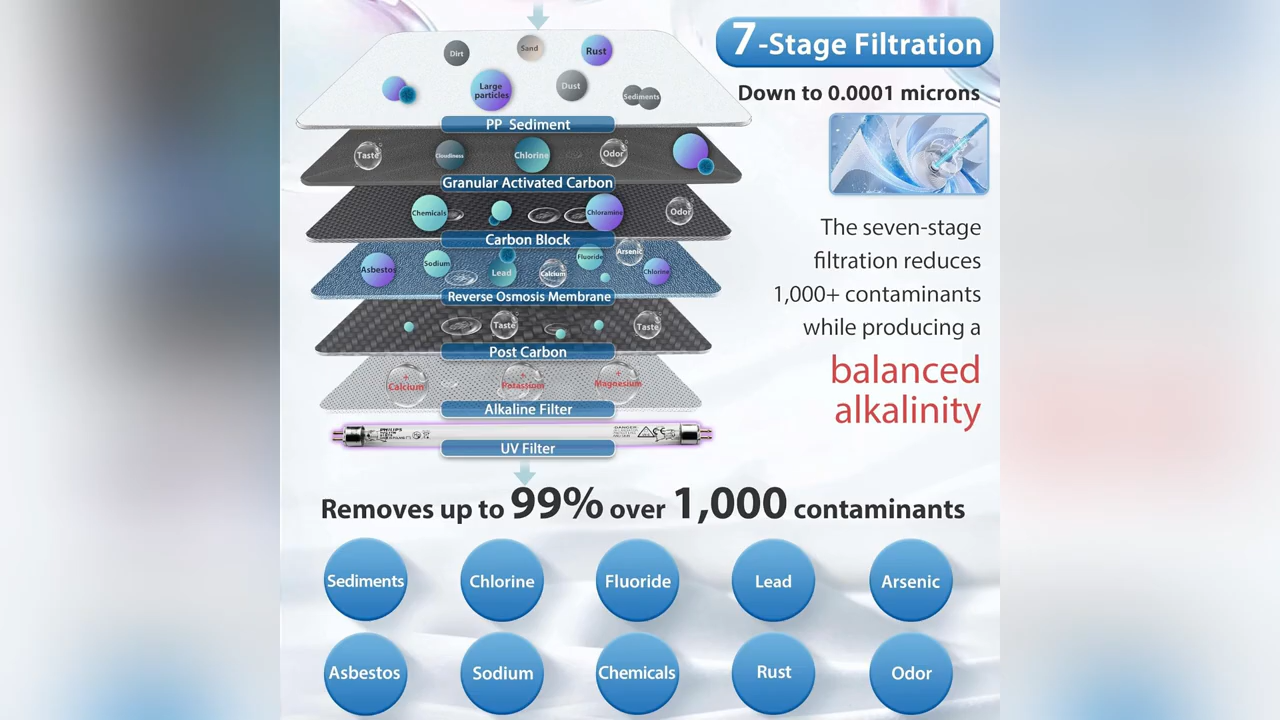 7-Stage Filtration
Down to 0.0001 microns
Dirt
Sand
Rust
Large
particles
Dust
Sediments
PP Sediment
Taste
Cloudiness
Chlorine
Odor
Granular Activated Carbon
Chemicals
Chloramine
Odor
Carbon Block
Asbestos
Sodium
Lead
Calcium
Fluoride
Arsenic
Chlorine
Reverse Osmosis Membrane
Taste
Taste
Post Carbon
+
Calcium
+
Potassium
+
Magnesium
Alkaline Filter
PHILIPS
DANGER
UV Filter
The seven-stage
filtration reduces
1,000+ contaminants
while producing a
balanced
alkalinity
Removes up to 99% over 1,000 contaminants
Sediments
Chlorine
Fluoride
Lead
Arsenic
Asbestos
Sodium
Chemicals
Rust
Odor